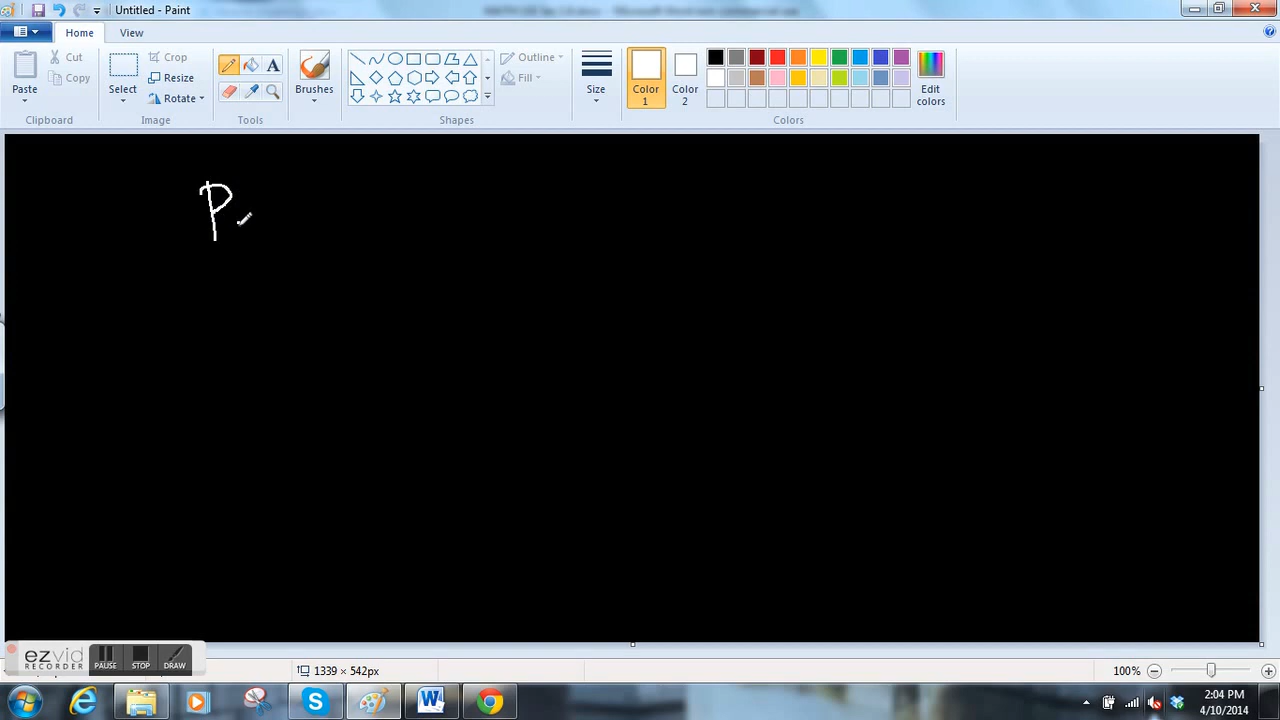 Untitled - Paint
Home View
Paste
Cut
Copy
Clipboard
Select
Crop
Resize
Rotate
Image
Tools
Brushes
Shapes
Outline
Fill
Size
Color 1
Color 2
Colors
Edit colors
P
ezvid RECORDER
PAUSE STOP DRAW
1339 × 542px
100%
2:04 PM
4/10/2014